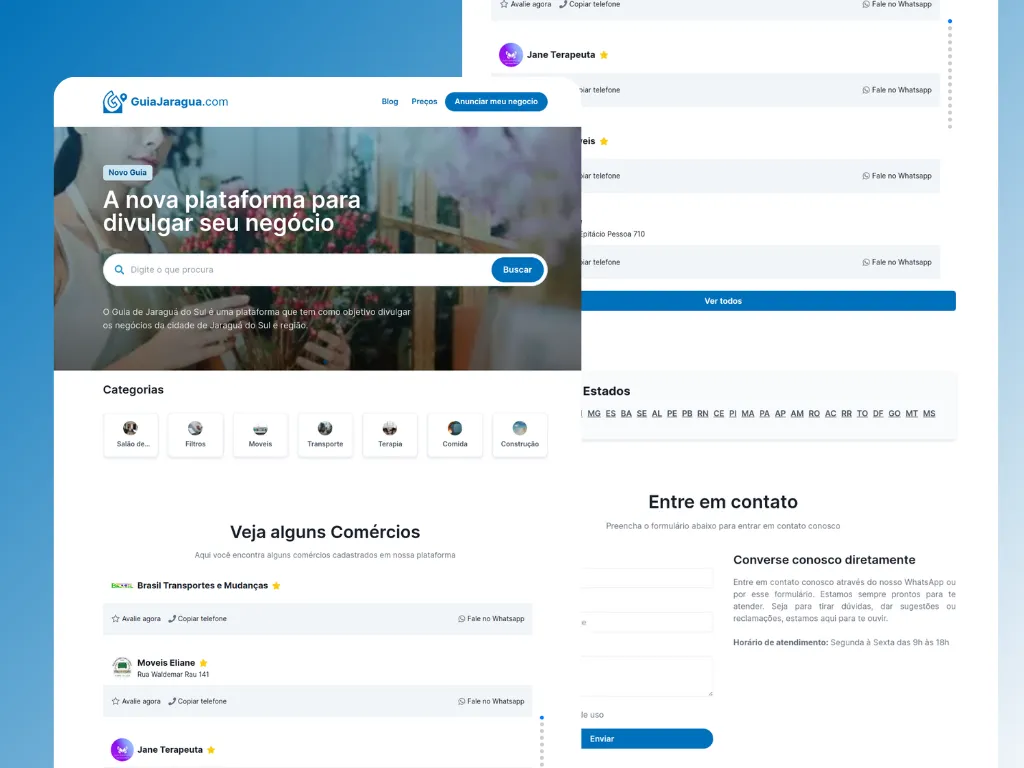 GuiaJaragua.com
Blog
Preços
Anunciar meu negocio
Novo Guia
A nova plataforma para
divulgar seu negócio
Digite o que procura
Buscar
O Guia de Jaraguá do Sul é uma plataforma que tem como objetivo divulgar
os negócios da cidade de Jaraguá do Sul e região.
Categorias
Salão de...
Filtros
Moveis
Transporte
Terapia
Comida
Construção
Veja alguns Comércios
Aqui você encontra alguns comércios cadastrados em nossa plataforma
Brasil Transportes e Mudanças
Avalie agora
Copiar telefone
Fale no Whatsapp
Moveis Eliane
Rua Waldemar Rau 141
Avalie agora
Copiar telefone
Fale no Whatsapp
Jane Terapeuta
Avalie agora
Copiar telefone
Fale no Whatsapp
Jane Terapeuta
piar telefone
Fale no Whatsapp
eis
piar telefone
Fale no Whatsapp
Epitácio Pessoa 710
piar telefone
Fale no Whatsapp
Ver todos
Estados
MG ES BA SE AL PE PB RN CE PI MA PA AP AM RO AC RR TO DF GO MT MS
Entre em contato
Preencha o formulário abaixo para entrar em contato conosco
e
de uso
Enviar
Converse conosco diretamente
Entre em contato conosco através do nosso WhatsApp ou
por esse formulário. Estamos sempre prontos para te
atender. Seja para tirar dúvidas, dar sugestões ou
reclamações, estamos aqui para te ouvir.
Horário de atendimento: Segunda à Sexta das 9h às 18h